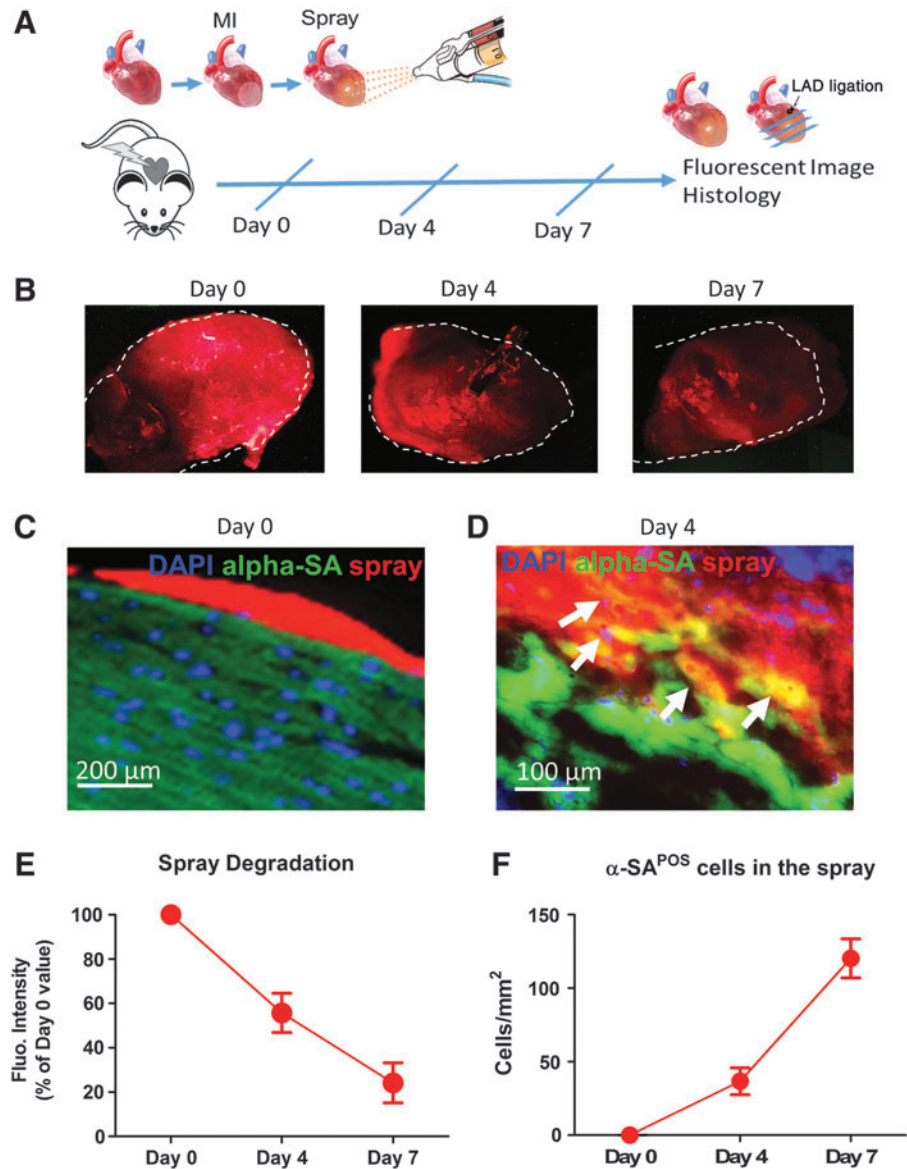 A
MI
Spray
LAD ligation
Fluorescent Image
Histology
Day 0
Day 4
Day 7
B
Day 0
Day 4
Day 7
C
Day 0
DAPI alpha-SA spray
200 μm
D
Day 4
DAPI alpha-SA spray
100 μm
E
Spray Degradation
Fluo. Intensity
(% of Day 0 value)
100
80
60
40
20
0
Day 0
Day 4
Day 7
F
α-SAPOS cells in the spray
Cells/mm²
150
100
50
0
Day 0
Day 4
Day 7